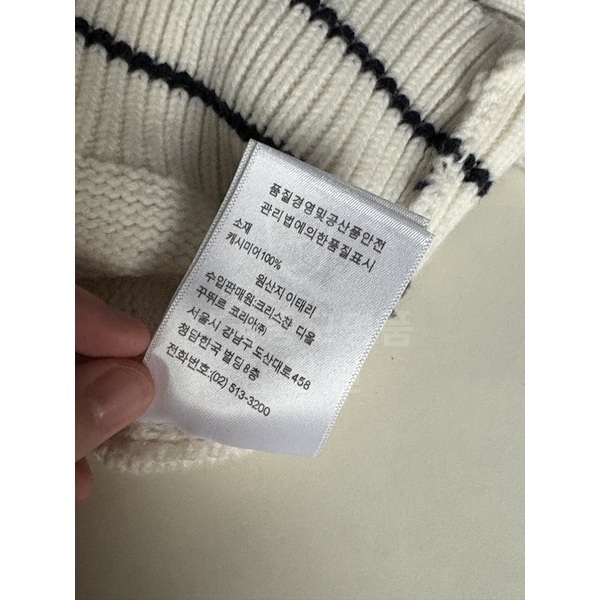 품질경영및공산품안전
관리법에의한품질표시
소재
캐시미어100%
원산지 이태리
수입판매원:크리스찬 디올
꾸뛰르 코리아(주)
서울시 강남구 도산대로 458
청담한국 빌딩 8층
전화번호:(02) 513-3200